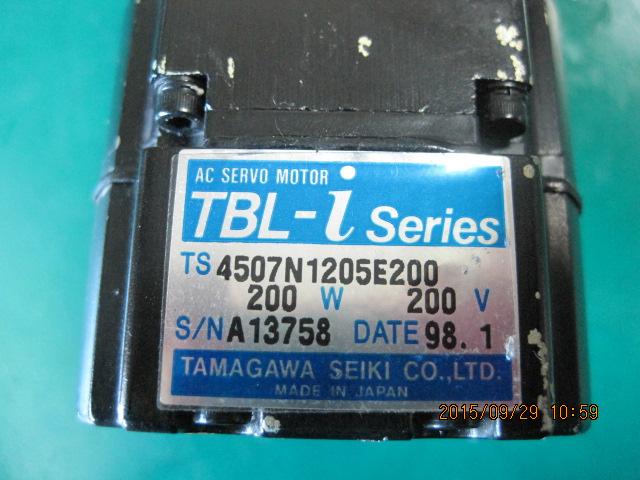 AC SERVO MOTOR
TBL-i Series
TS 4507N1205E200
200 W 200 V
S/N A13758 DATE 98.1
TAMAGAWA SEIKI CO.,LTD.
MADE IN JAPAN
2015/09/29 10:59